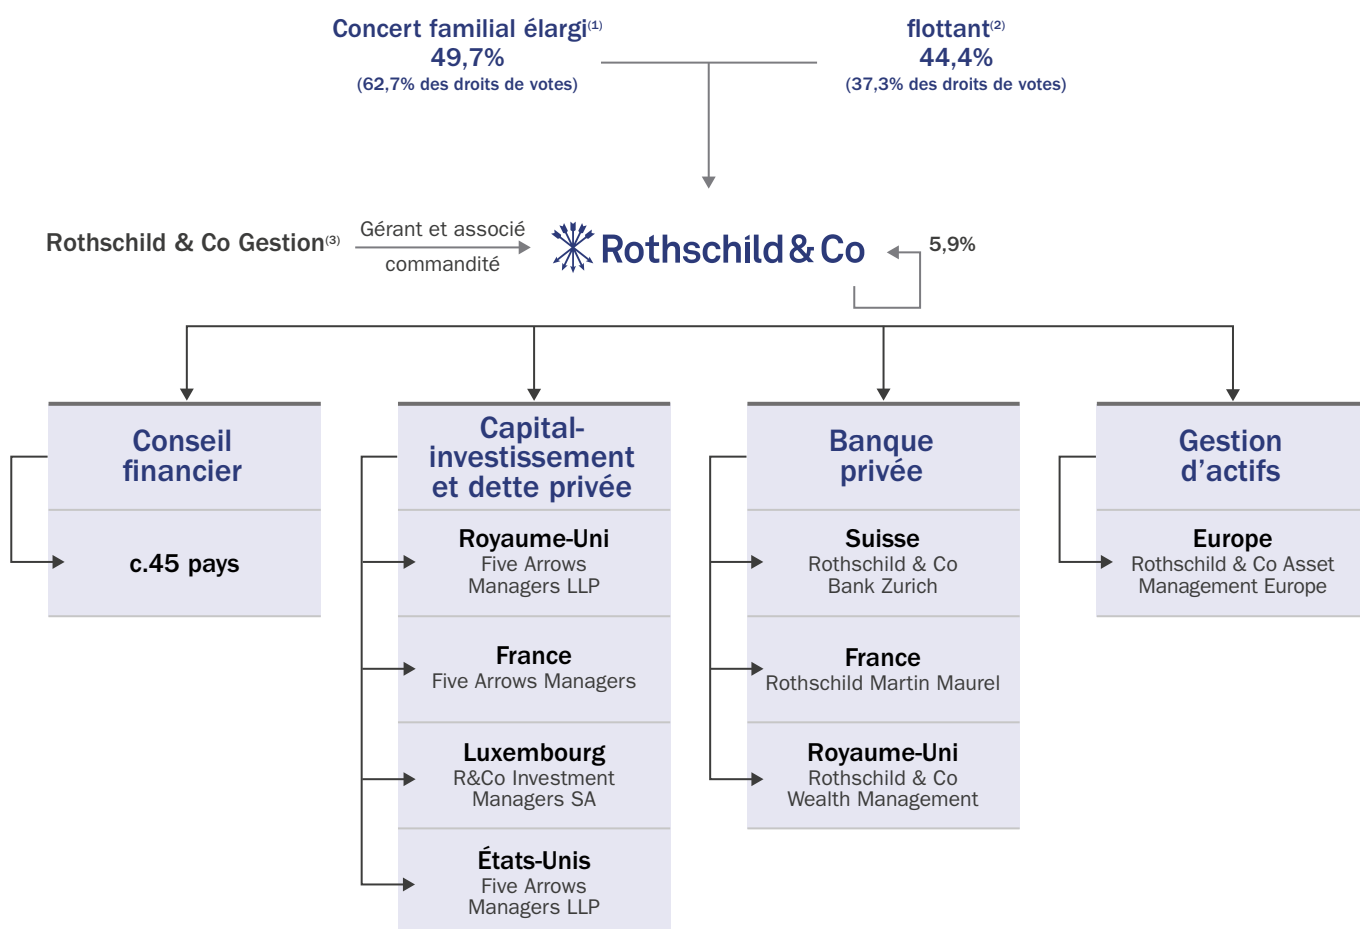 Concert familial élargi(1)
49,7%
(62,7% des droits de votes)
flottant(2)
44,4%
(37,3% des droits de votes)
Rothschild & Co Gestion(3)
Gérant et associé
commandité
Rothschild & Co
5,9%
Conseil
financier
c.45 pays
Capital-
investissement
et dette privée
Royaume-Uni
Five Arrows
Managers LLP
France
Five Arrows Managers
Luxembourg
R&Co Investment
Managers SA
États-Unis
Five Arrows
Managers LLP
Banque
privée
Suisse
Rothschild & Co
Bank Zurich
France
Rothschild Martin Maurel
Royaume-Uni
Rothschild & Co
Wealth Management
Gestion
d’actifs
Europe
Rothschild & Co Asset
Management Europe